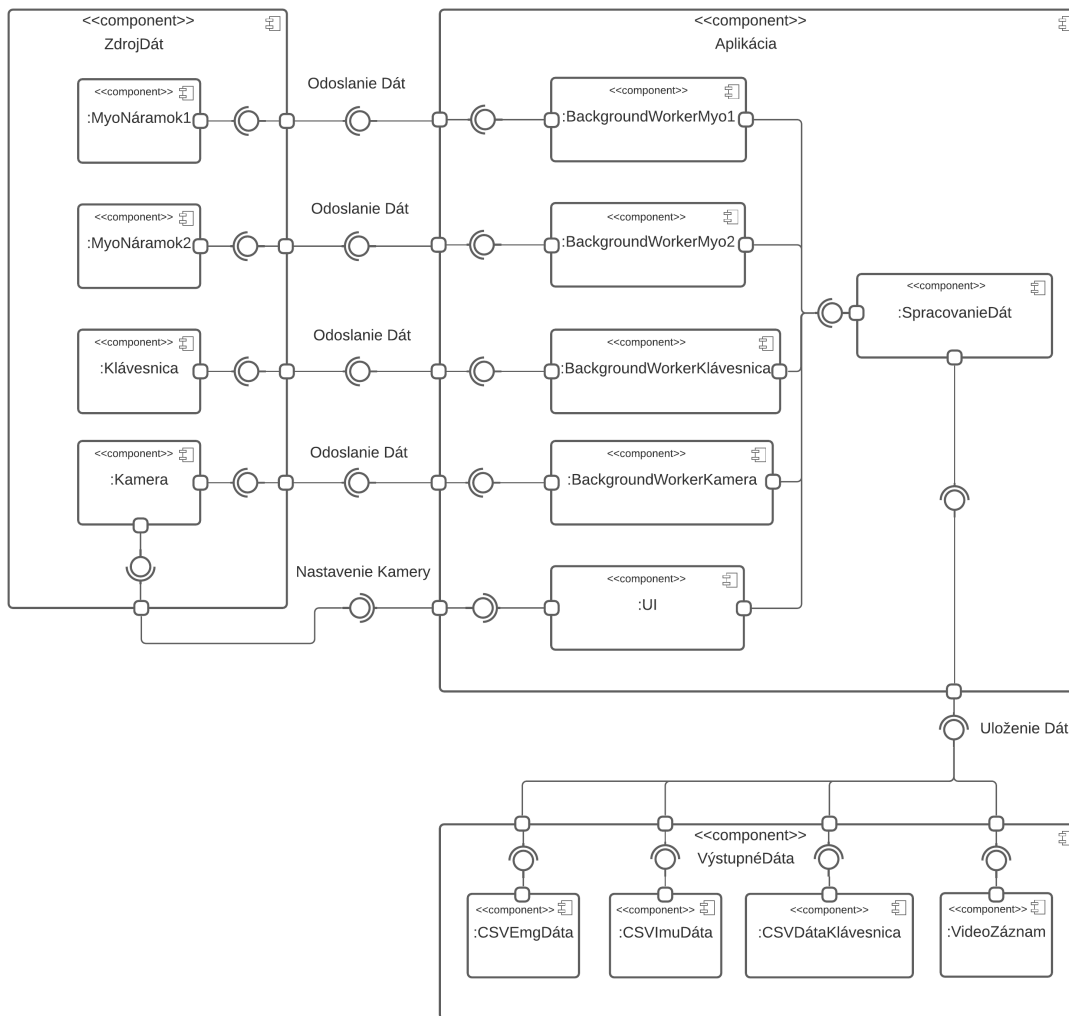 <<component>>
ZdrojDát
<<component>>
:MyoNáramok1
<<component>>
:MyoNáramok2
<<component>>
:Klávesnica
<<component>>
:Kamera
Odoslanie Dát
Odoslanie Dát
Odoslanie Dát
Odoslanie Dát
Nastavenie Kamery
<<component>>
Aplikácia
<<component>>
:BackgroundWorkerMyo1
<<component>>
:BackgroundWorkerMyo2
<<component>>
:BackgroundWorkerKlávesnica
<<component>>
:BackgroundWorkerKamera
<<component>>
:UI
<<component>>
:SpracovanieDát
Uloženie Dát
<<component>>
VýstupnéDáta
<<component>>
:CSVEmgDáta
<<component>>
:CSVImuDáta
<<component>>
:CSVDátaKlávesnica
<<component>>
:VideoZáznam